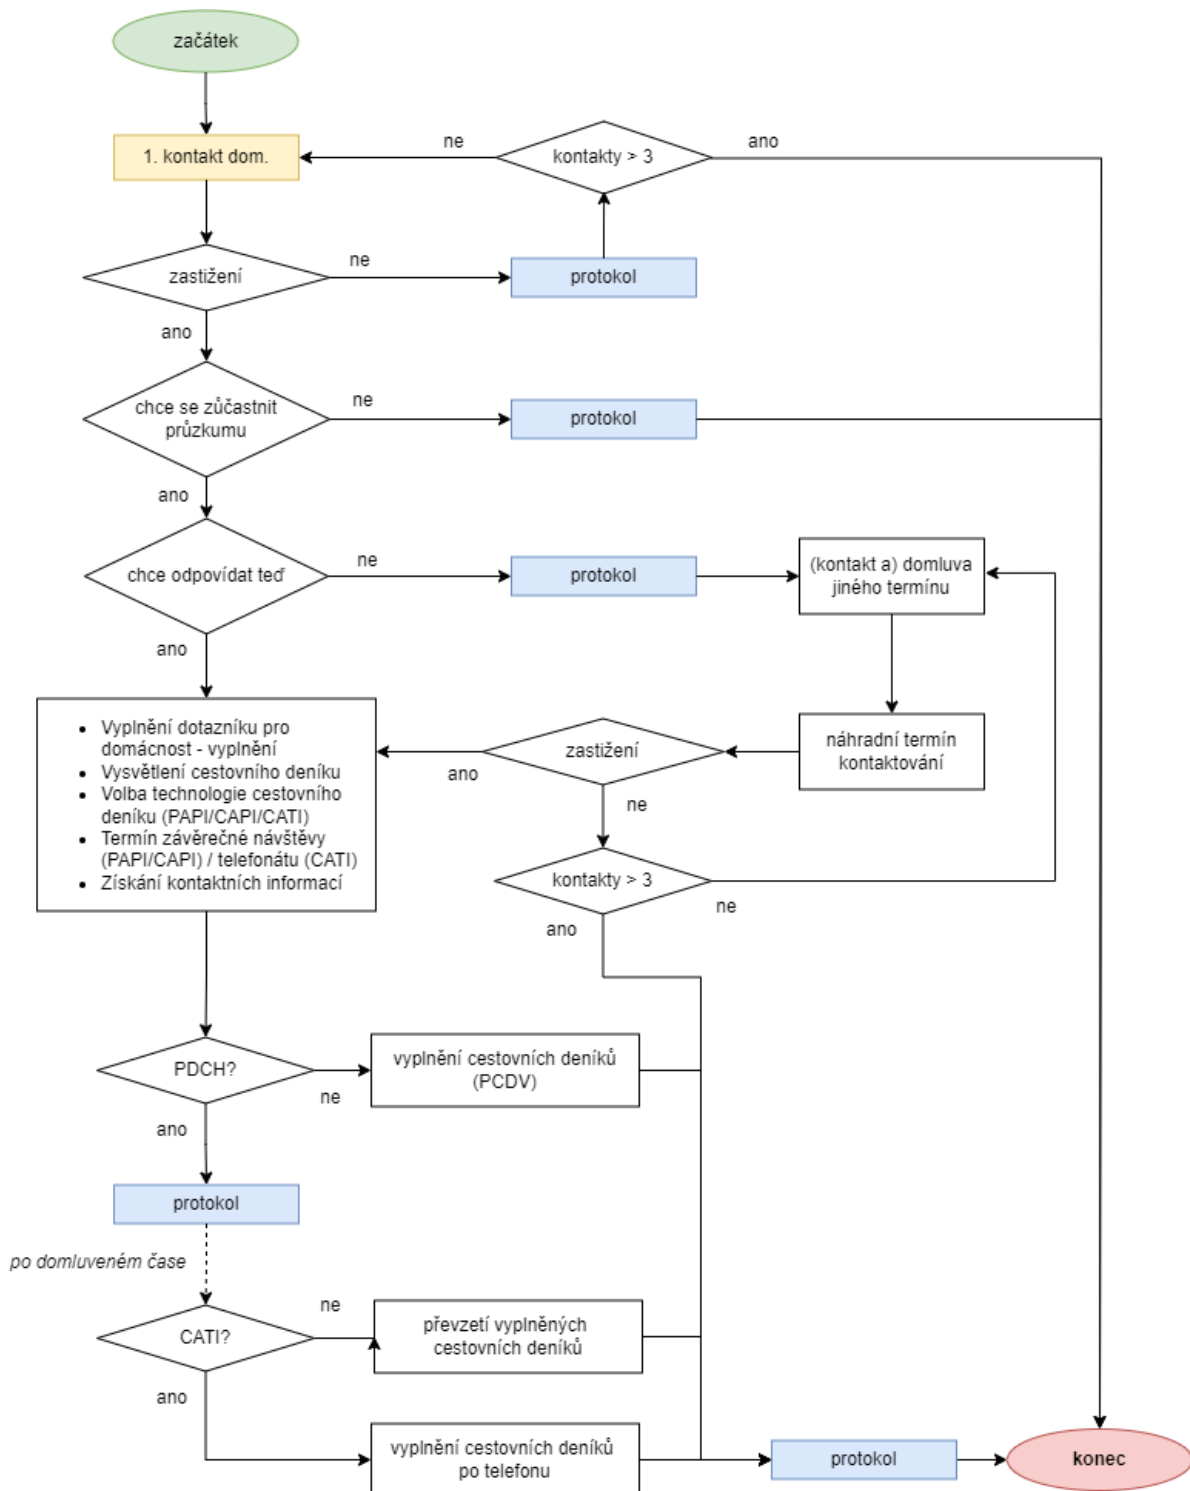 začátek
1. kontakt dom.
ne
kontakty > 3
ano
zastižení
ne
protokol
ano
chce se zůčastnit
průzkumu
ne
protokol
ano
chce odpovídat teď
ne
protokol
(kontakt a) domluva
jiného termínu
ano
• Vyplnění dotazníku pro
domácnost - vyplnění
• Vysvětlení cestovního deníku
• Volba technologie cestovního
deníku (PAPI/CAPI/CATI)
• Termín závěrečné návštěvy
(PAPI/CAPI) / telefonátu (CATI)
• Získání kontaktních informací
ano
zastižení
náhradní termín
kontaktování
ne
kontakty > 3
ne
ano
PDCH?
ne
vyplnění cestovních deníků
(PCDV)
ano
protokol
po domluveném čase
CATI?
ne
převzetí vyplněných
cestovních deníků
ano
vyplnění cestovních deníků
po telefonu
protokol
konec